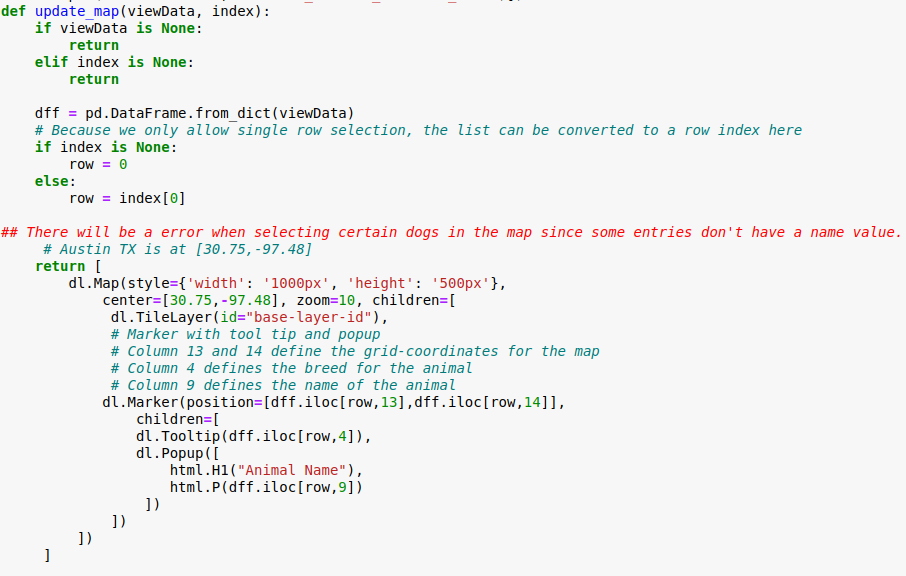 def update_map(viewData, index):
    if viewData is None:
        return
    elif index is None:
        return

    dff = pd.DataFrame.from_dict(viewData)
    # Because we only allow single row selection, the list can be converted to a row index here
    if index is None:
        row = 0
    else:
        row = index[0]

## There will be a error when selecting certain dogs in the map since some entries don't have a name value.
     # Austin TX is at [30.75,-97.48]
    return [
        dl.Map(style={'width': '1000px', 'height': '500px'},
            center=[30.75,-97.48], zoom=10, children=[
             dl.TileLayer(id="base-layer-id"),
             # Marker with tool tip and popup
             # Column 13 and 14 define the grid-coordinates for the map
             # Column 4 defines the breed for the animal
             # Column 9 defines the name of the animal
            dl.Marker(position=[dff.iloc[row,13],dff.iloc[row,14]],
                children=[
                dl.Tooltip(dff.iloc[row,4]),
                dl.Popup([
                    html.H1("Animal Name"),
                    html.P(dff.iloc[row,9])
                 ])
             ])
         ])
     ]